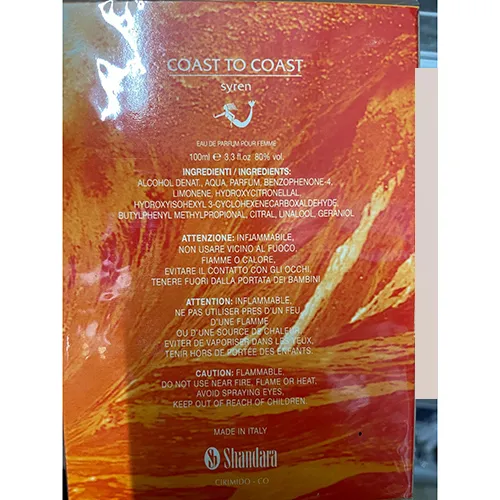 COAST TO COAST
syren
EAU DE PARFUM POUR FEMME
100ml ℮ 3.3 fl.oz 80% vol.
INGREDIENTI / INGREDIENTS:
ALCOHOL DENAT., AQUA, PARFUM, BENZOPHENONE-4,
LIMONENE, HYDROXYCITRONELLAL,
HYDROXYISOHEXYL 3-CYCLOHEXENECARBOXALDEHYDE,
BUTYLPHENYL METHYLPROPIONAL, CITRAL, LINALOOL, GERANIOL
ATTENZIONE: INFIAMMABILE,
NON USARE VICINO AL FUOCO,
FIAMME O CALORE,
EVITARE IL CONTATTO CON GLI OCCHI,
TENERE FUORI DALLA PORTATA DEI BAMBINI
ATTENTION: INFLAMMABLE,
NE PAS UTILISER PRES D'UN FEU,
D'UNE FLAMME
OU D'UNE SOURCE DE CHALEUR,
EVITER DE VAPORISER DANS LES YEUX,
TENIR HORS DE PORTÉE DES ENFANTS.
CAUTION: FLAMMABLE,
DO NOT USE NEAR FIRE, FLAME OR HEAT.
AVOID SPRAYING EYES,
KEEP OUT OF REACH OF CHILDREN.
MADE IN ITALY
Sh Shandara
CIRIMIDO - CO